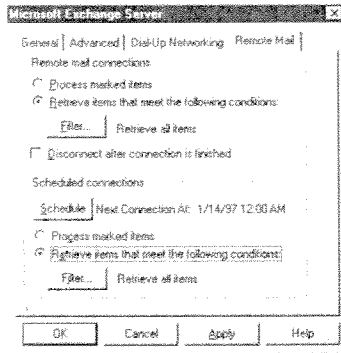 Microsoft Exchange Server
General Advanced Dial-Up Networking Remote Mail
Remote mail connections
Process marked items
Retrieve items that meet the following conditions:
Filter... Retrieve all items
Disconnect after connection is finished
Scheduled connections
Schedule Next Connection At: 1/14/97 12:00 AM
Process marked items
Retrieve items that meet the following conditions:
Filter... Retrieve all items
OK Cancel Apply Help